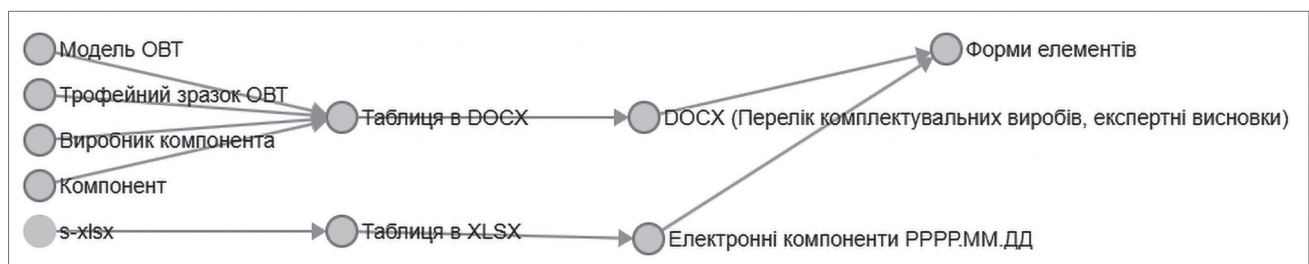 Модель ОВТ
Трофейний зразок ОВТ
Виробник компонента
Компонент
s-xlsx
Таблиця в DOCX
Таблиця в XLSX
DOCX (Перелік комплектувальних виробів, експертні висновки)
Електронні компоненти РРРР.ММ.ДД
Форми елементів